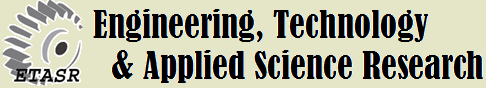 Engineering, Technology
& Applied Science Research
ETASR